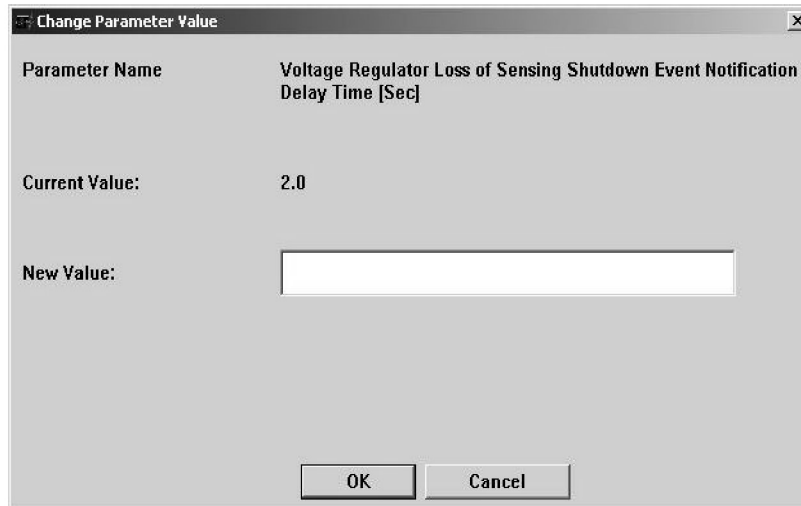 Change Parameter Value
Parameter Name
Voltage Regulator Loss of Sensing Shutdown Event Notification
Delay Time [Sec]
Current Value:
2.0
New Value:
OK
Cancel